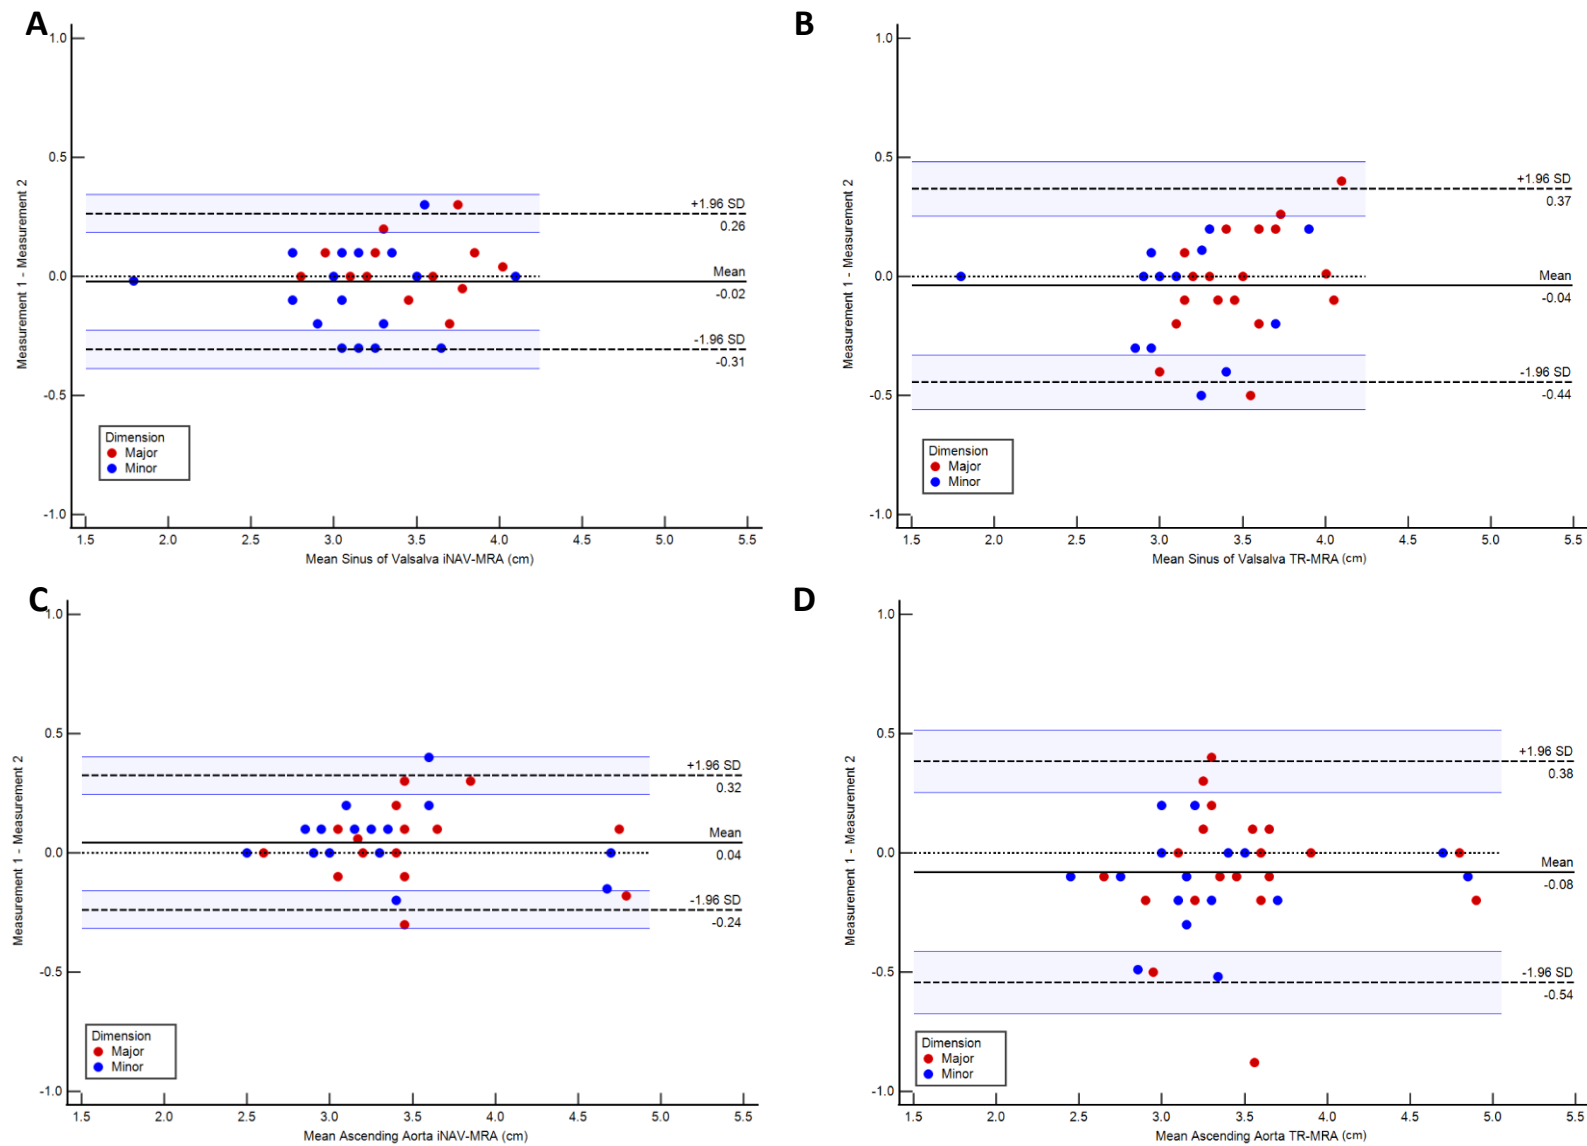 A
1.0
0.5
0.0
-0.5
-1.0
Measurement 1 - Measurement 2
+1.96 SD
0.26
Mean
-0.02
-1.96 SD
-0.31
Dimension
Major
Minor
1.5 2.0 2.5 3.0 3.5 4.0 4.5 5.0 5.5
Mean Sinus of Valsalva iNAV-MRA (cm)
B
1.0
0.5
0.0
-0.5
-1.0
Measurement 1 - Measurement 2
+1.96 SD
0.37
Mean
-0.04
-1.96 SD
-0.44
Dimension
Major
Minor
1.5 2.0 2.5 3.0 3.5 4.0 4.5 5.0 5.5
Mean Sinus of Valsalva TR-MRA (cm)
C
1.0
0.5
0.0
-0.5
-1.0
Measurement 1 - Measurement 2
+1.96 SD
0.32
Mean
0.04
-1.96 SD
-0.24
Dimension
Major
Minor
1.5 2.0 2.5 3.0 3.5 4.0 4.5 5.0 5.5
Mean Ascending Aorta iNAV-MRA (cm)
D
1.0
0.5
0.0
-0.5
-1.0
Measurement 1 - Measurement 2
+1.96 SD
0.38
Mean
-0.08
-1.96 SD
-0.54
Dimension
Major
Minor
1.5 2.0 2.5 3.0 3.5 4.0 4.5 5.0 5.5
Mean Ascending Aorta TR-MRA (cm)